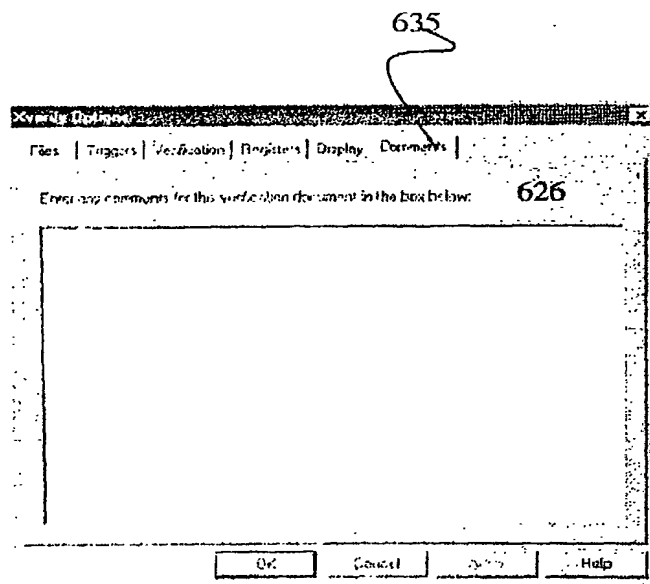 635
Xverify Options
Files Triggers Verification Registers Display Comments
Enter any comments for this verification document in the box below: 626
OK Cancel Help